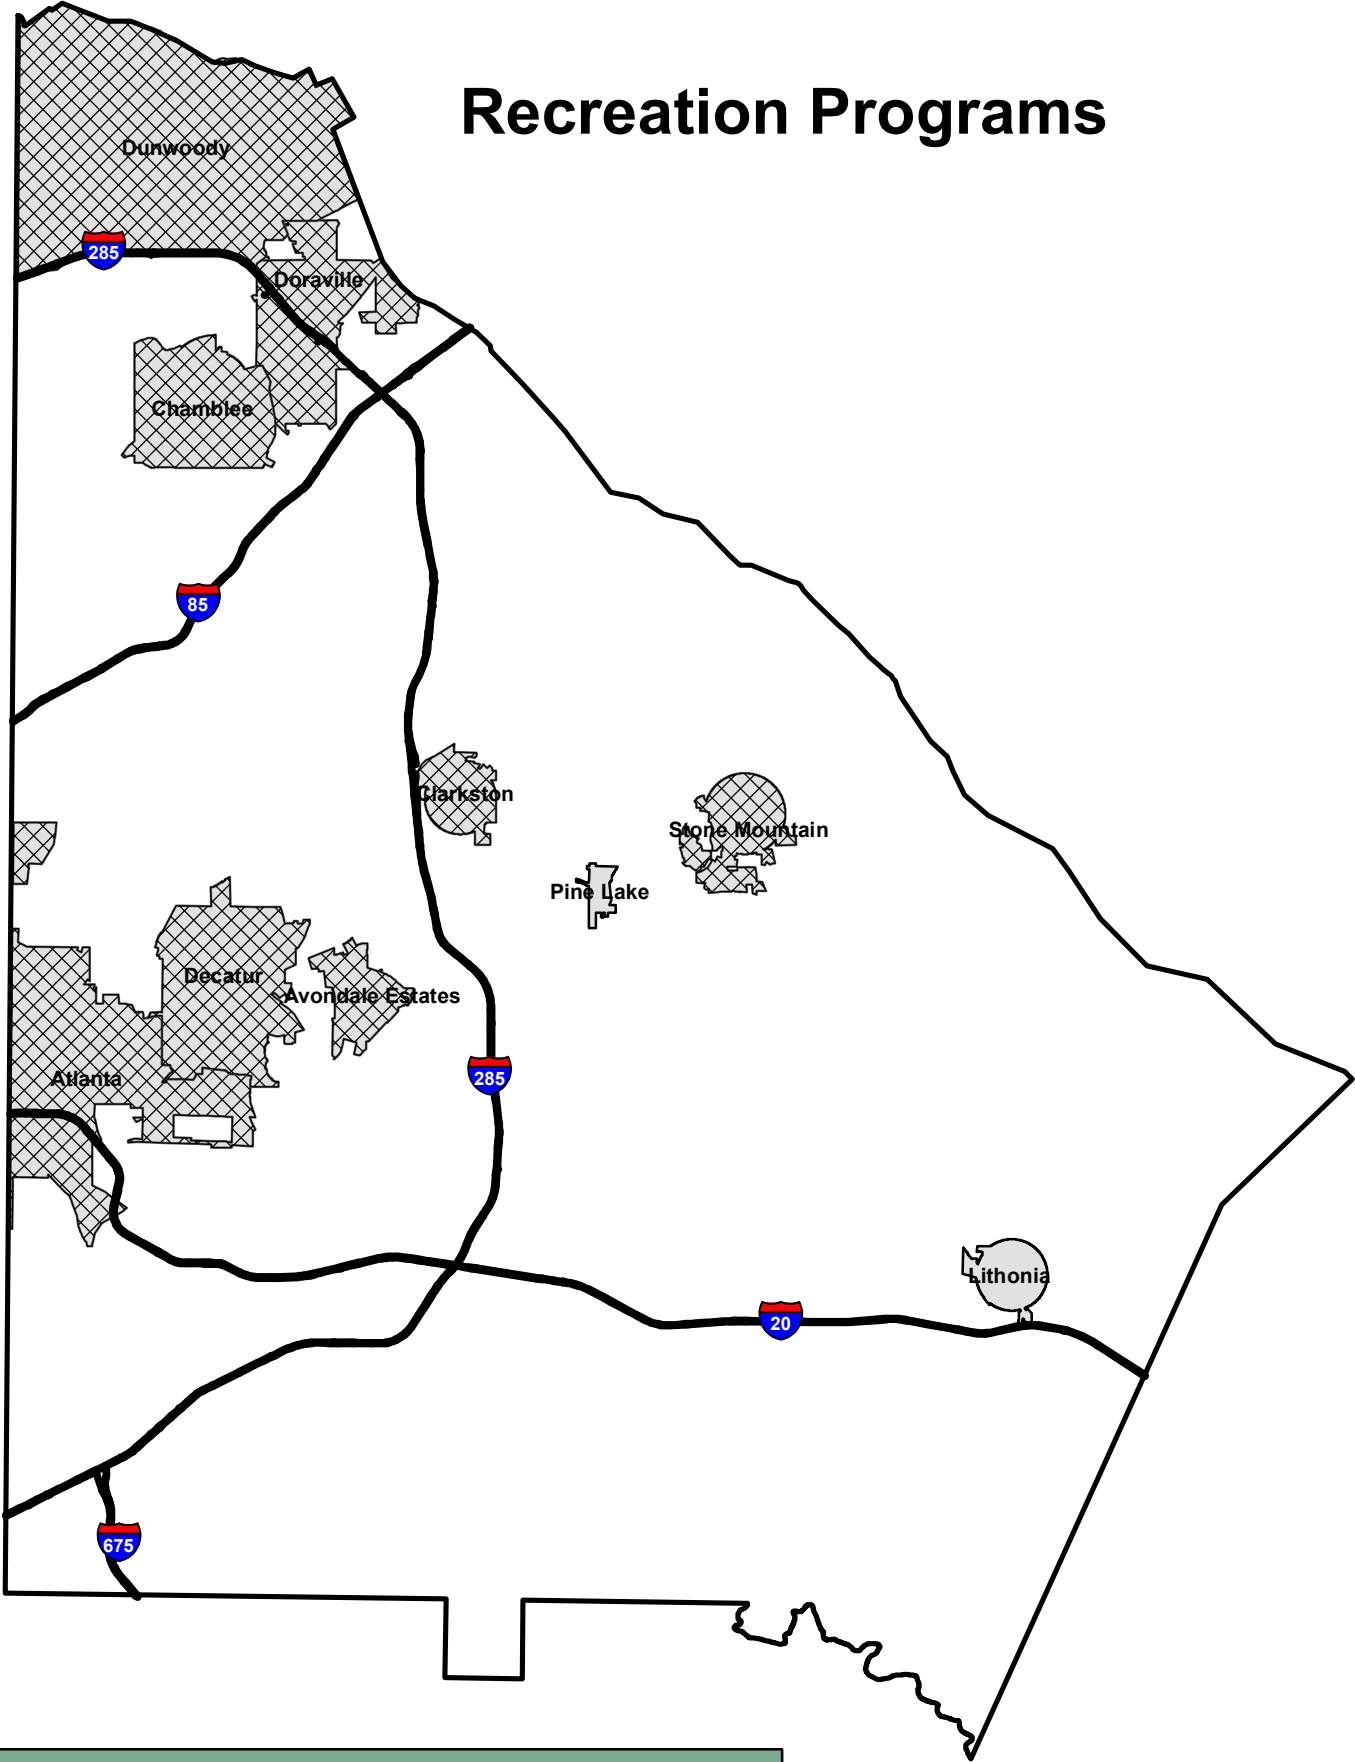 Recreation Programs
Dunwoody
285
Doraville
Chamblee
85
Clarkston
Stone Mountain
Pine Lake
Decatur
Avondale Estates
Atlanta
285
Lithonia
20
675